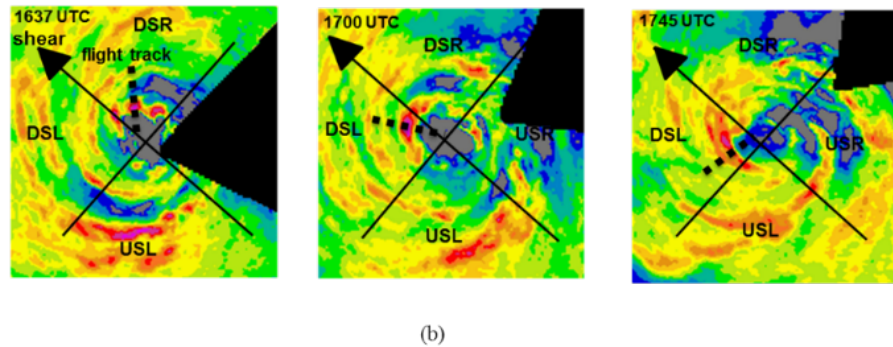 1637 UTC
shear
DSR
flight track
DSL
USL
1700 UTC
DSR
DSL
USR
USL
1745 UTC
DSR
DSL
USR
USL
(b)